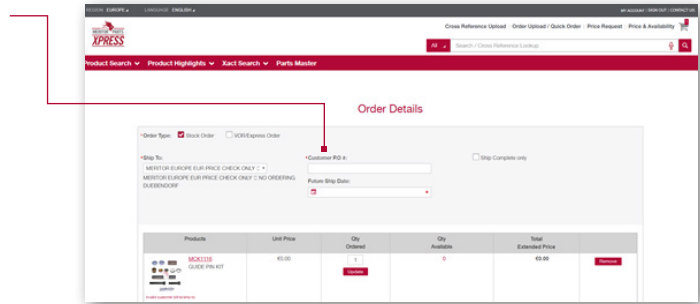 REGION EUROPE LANGUAGE ENGLISH MY ACCOUNT | SIGN OUT | CONTACT US
MERITOR PARTS
XPRESS
Cross Reference Upload | Order Upload / Quick Order | Price Request | Price & Availability
All Search / Cross Reference Lookup
Product Search Product Highlights Xact Search Parts Master
Order Details
*Order Type: Stock Order VOR/Express Order
*Ship To: *Customer P.O #: Ship Complete only
MERITOR EUROPE EUR PRICE CHECK ONLY
MERITOR EUROPE EUR PRICE CHECK ONLY :: NO ORDERING
DUEBENDORF
Future Ship Date:
Products Unit Price Qty Ordered Qty Available Total Extended Price
MCK1116 €0.00 1 0 €0.00 Remove
GUIDE PIN KIT
Update